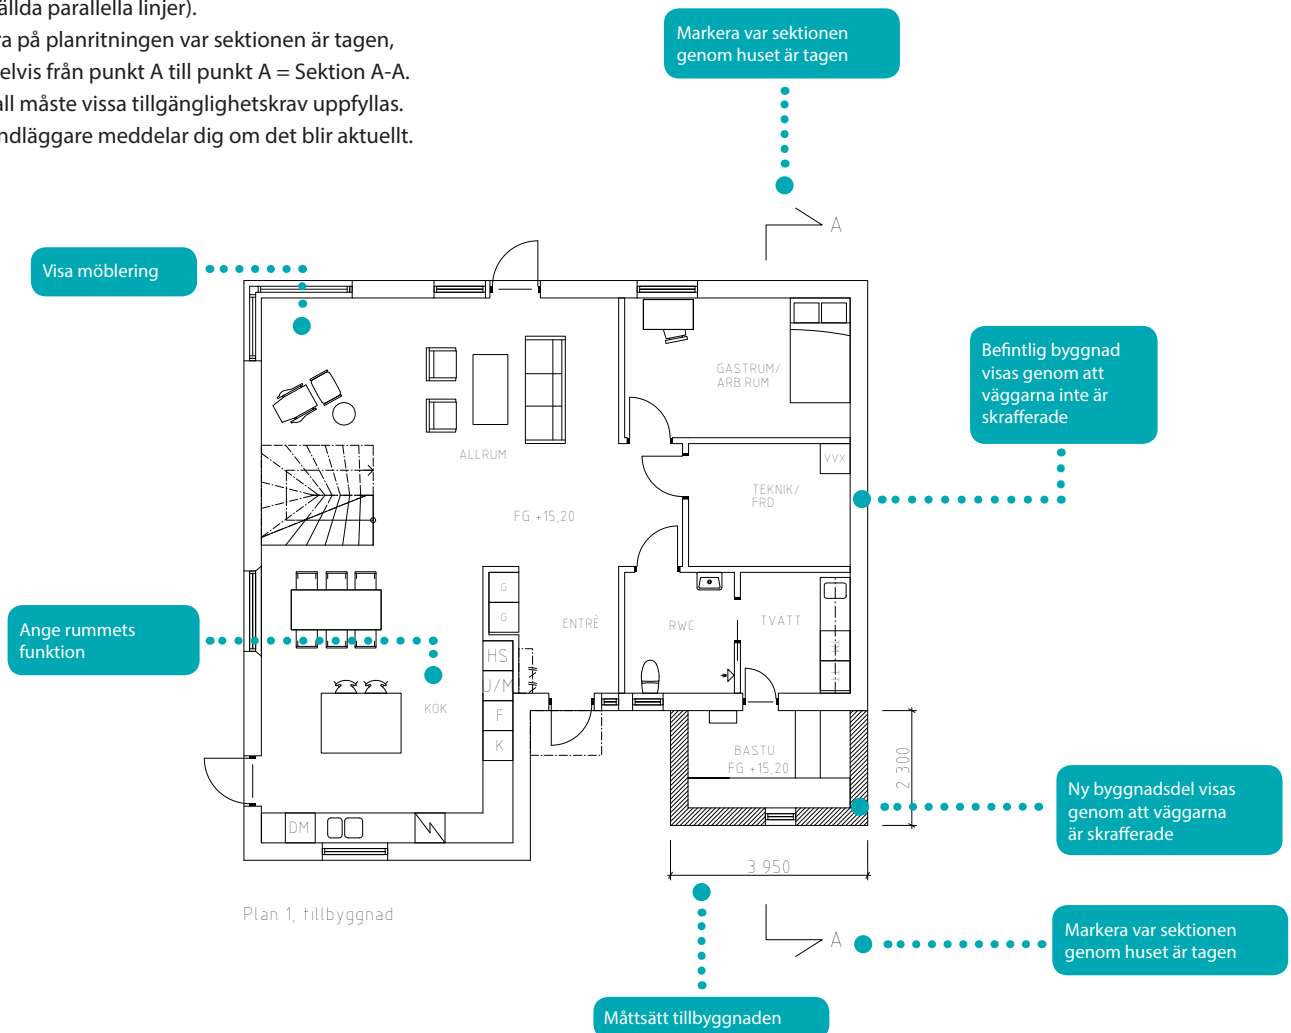 ällda parallella linjer).
ra på planritningen var sektionen är tagen,
elvis från punkt A till punkt A = Sektion A-A.
all måste vissa tillgänglighetskrav uppfyllas.
ndläggare meddelar dig om det blir aktuellt.
Markera var sektionen
genom huset är tagen
A
Visa möblering
Befintlig byggnad
visas genom att
väggarna inte är
skrafferade
GÄSTRUM/
ARB RUM
ALLRUM
VVX
TEKNIK/
FRD
FG +15,20
Ange rummets
funktion
G
G
ENTRÉ
RWC
TVÄTT
HS
U/M
KÖK
F
K
BASTU
FG +15,20
2 300
Ny byggnadsdel visas
genom att väggarna
är skrafferade
DM
3 950
Plan 1, tillbyggnad
A
Markera var sektionen
genom huset är tagen
Måttsätt tillbyggnaden